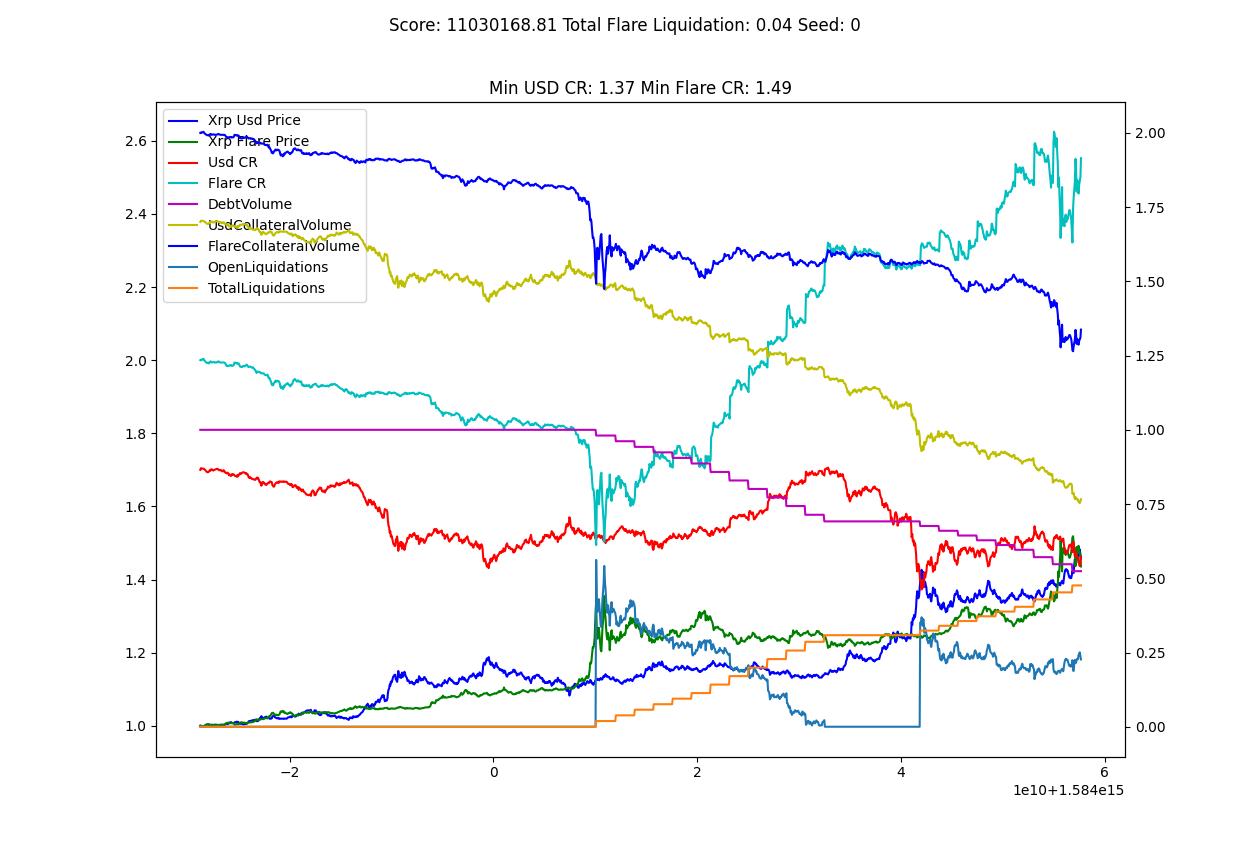 Score: 11030168.81 Total Flare Liquidation: 0.04 Seed: 0
Min USD CR: 1.37 Min Flare CR: 1.49
Xrp Usd Price
Xrp Flare Price
Usd CR
Flare CR
DebtVolume
UsdCollateralVolume
FlareCollateralVolume
OpenLiquidations
TotalLiquidations
2.6
2.4
2.2
2.0
1.8
1.6
1.4
1.2
1.0
2.00
1.75
1.50
1.25
1.00
0.75
0.50
0.25
0.00
−2
0
2
4
6
1e10+1.584e15